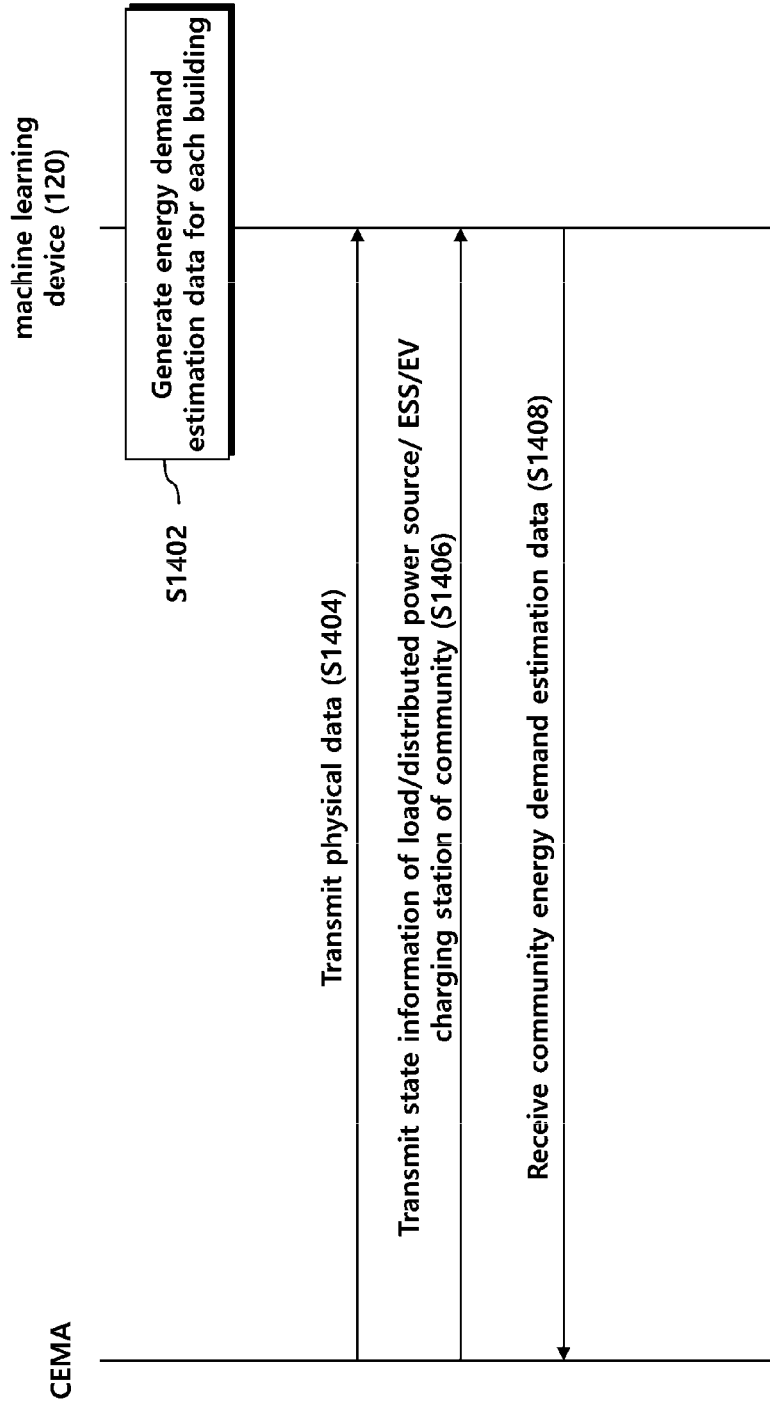 CEMA
machine learning
device (120)
Generate energy demand
estimation data for each building
S1402
Transmit physical data (S1404)
Transmit state information of load/distributed power source/ ESS/EV
charging station of community (S1406)
Receive community energy demand estimation data (S1408)